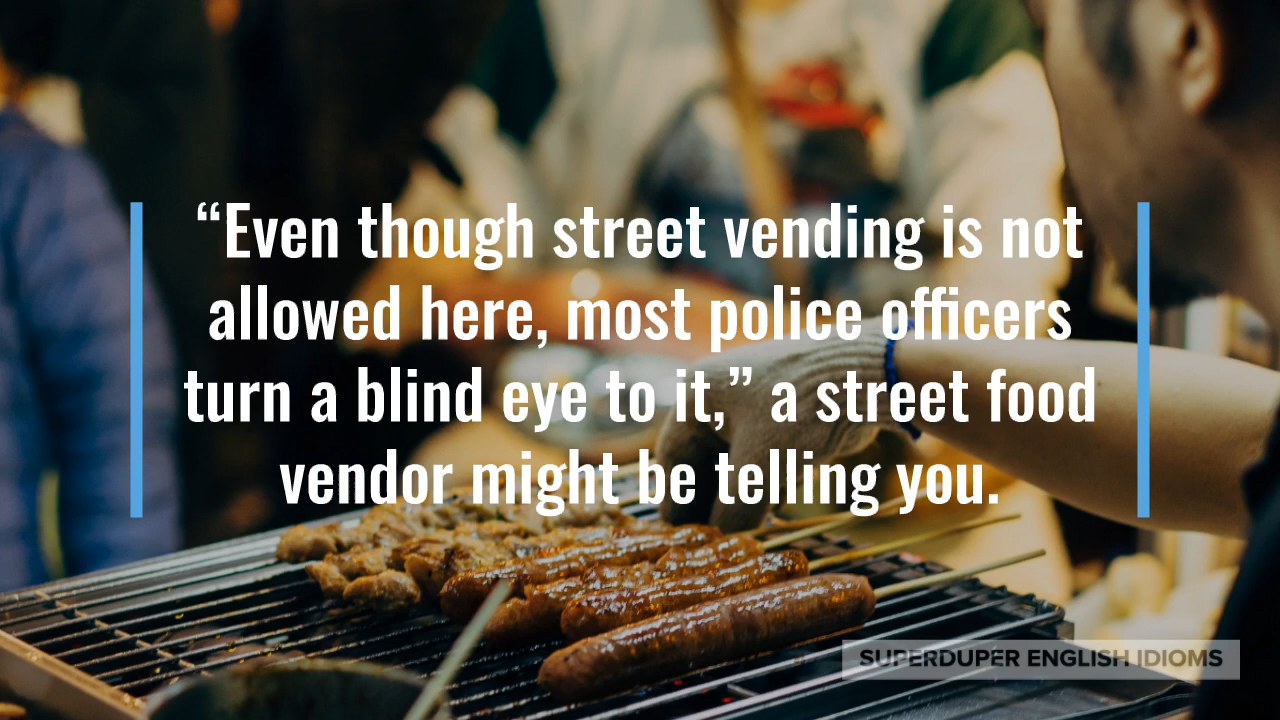 “Even though street vending is not
allowed here, most police officers
turn a blind eye to it,” a street food
vendor might be telling you.
SUPERDUPER ENGLISH IDIOMS